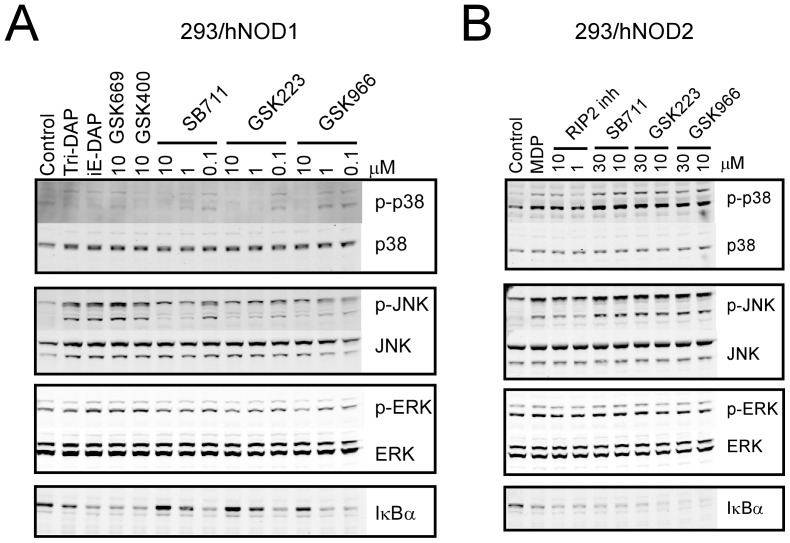 A
293/hNOD1
Control
Tri-DAP
iE-DAP
10 GSK669
10 GSK400
SB711
GSK223
GSK966
10 1 0.1 10 1 0.1 10 1 0.1 μM
p-p38
p38
p-JNK
JNK
p-ERK
ERK
IκBα
B
293/hNOD2
Control
MDP
RIP2 inh
SB711
GSK223
GSK966
10 1 30 10 30 10 30 10 μM
p-p38
p38
p-JNK
JNK
p-ERK
ERK
IκBα